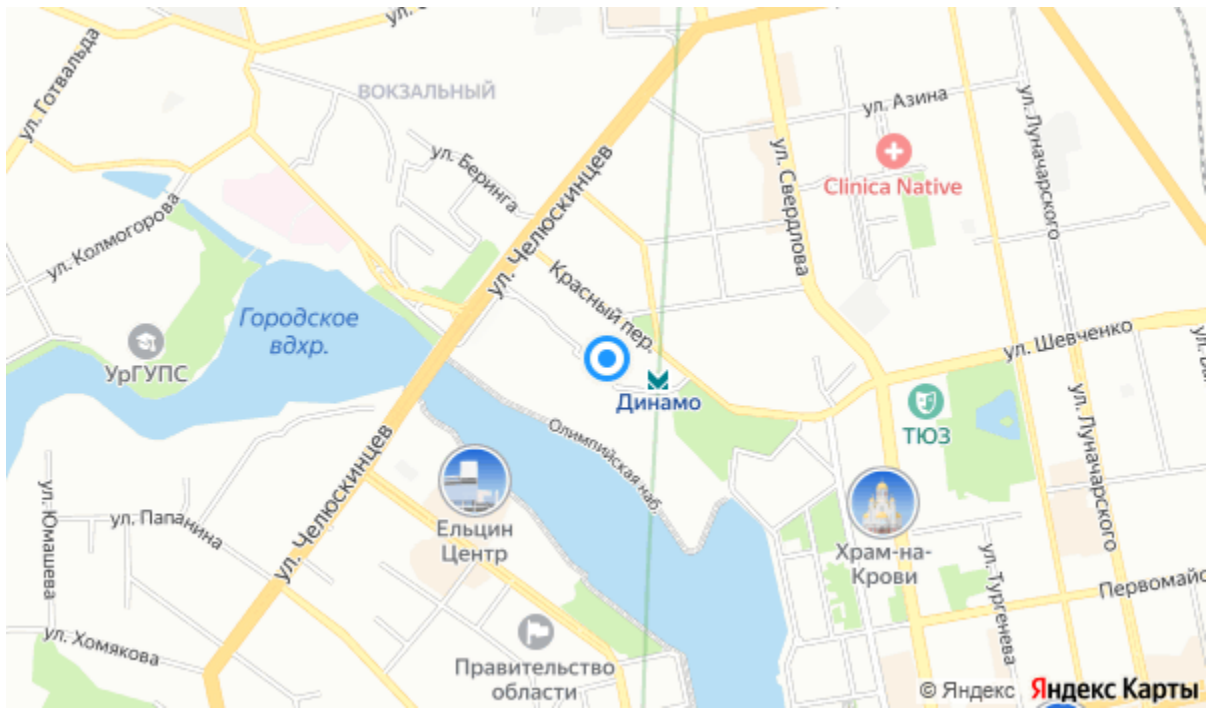 ул. Готвальда
ВОКЗАЛЬНЫЙ
ул. Азина
ул. Луначарского
ул. Беринга
ул. Челюскинцев
ул. Свердлова
Clinica Native
ул. Колмогорова
Красный пер.
Городское
вдхр.
УрГУПС
ул. Шевченко
Динамо
ТЮЗ
ул. Луначарского
Олимпийская наб.
ул. Челюскинцев
Ельцин
Центр
ул. Юмашева
ул. Папанина
Храм-на-
Крови
ул. Тургенева
Первомайс
ул. Хомякова
Правительство
области
© Яндекс Яндекс Карты